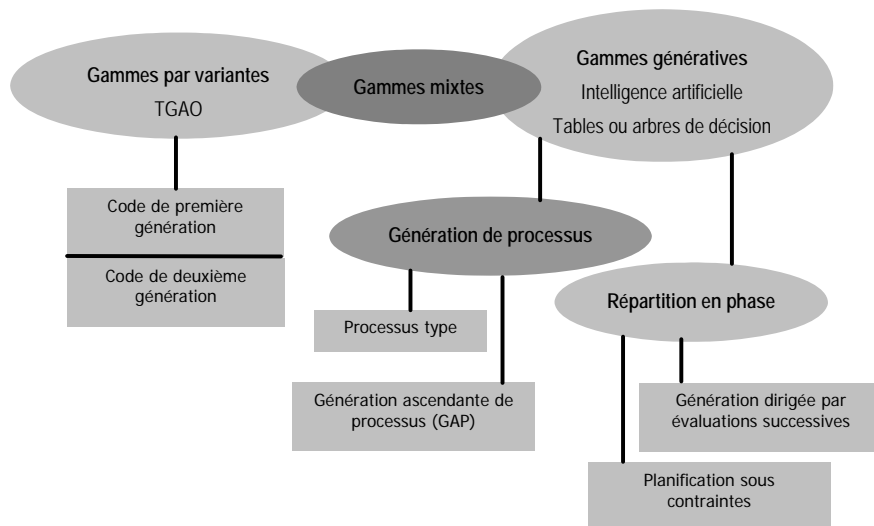 Gammes par variantes
TGAO
Gammes mixtes
Gammes génératives
Intelligence artificielle
Tables ou arbres de décision
Code de première
génération
Code de deuxième
génération
Génération de processus
Répartition en phase
Processus type
Génération ascendante de
processus (GAP)
Génération dirigée par
évaluations successives
Planification sous
contraintes